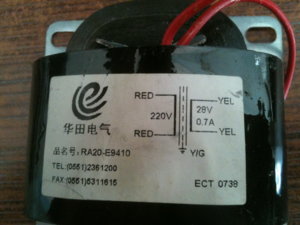 华田电气
品名号: RA20-E9410
TEL:(0551)2361200
FAX:(0551)5311615
RED
220V
RED
28V
0.7A
YEL
YEL
Y/G
ECT 0738